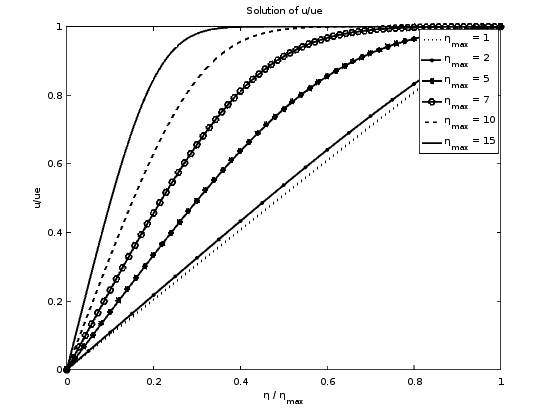 Solution of u/ue
1
0.8
0.6
0.4
0.2
0
u/ue
0
0.2
0.4
0.6
0.8
1
η / ηmax
ηmax = 1
ηmax = 2
ηmax = 5
ηmax = 7
ηmax = 10
ηmax = 15